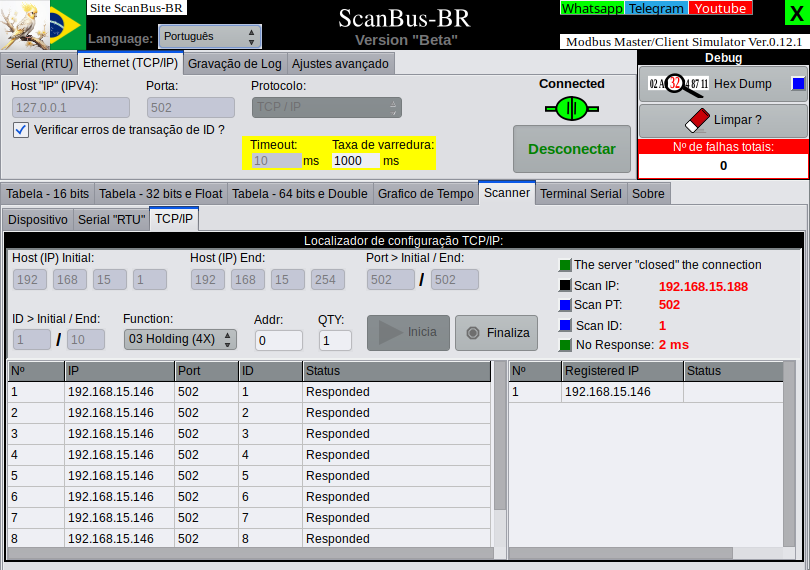 Site ScanBus-BR
Whatsapp Telegram Youtube
X
ScanBus-BR
Language: Português
Version "Beta"
Modbus Master/Client Simulator Ver.0.12.1
Serial (RTU) Ethernet (TCP/IP) Gravação de Log Ajustes avançado
Debug
Host "IP" (IPV4): Porta: Protocolo:
Connected
127.0.0.1 502 TCP / IP
Hex Dump
Verificar erros de transação de ID ?
Limpar ?
Timeout: Taxa de varredura:
10 ms 1000 ms
Desconectar
Nº de falhas totais:
0
Tabela - 16 bits Tabela - 32 bits e Float Tabela - 64 bits e Double Grafico de Tempo Scanner Terminal Serial Sobre
Dispositivo Serial "RTU" TCP/IP
Localizador de configuração TCP/IP:
Host (IP) Initial: Host (IP) End: Port > Initial / End:
192 168 15 1 192 168 15 254 502 / 502
The server "closed" the connection
Scan IP: 192.168.15.188
Scan PT: 502
Scan ID: 1
No Response: 2 ms
ID > Initial / End: Function: Addr: QTY:
1 / 10 03 Holding (4X) 0 1 Inicia Finaliza
Nº IP Port ID Status
1 192.168.15.146 502 1 Responded
2 192.168.15.146 502 2 Responded
3 192.168.15.146 502 3 Responded
4 192.168.15.146 502 4 Responded
5 192.168.15.146 502 5 Responded
6 192.168.15.146 502 6 Responded
7 192.168.15.146 502 7 Responded
8 192.168.15.146 502 8 Responded
Nº Registered IP Status
1 192.168.15.146